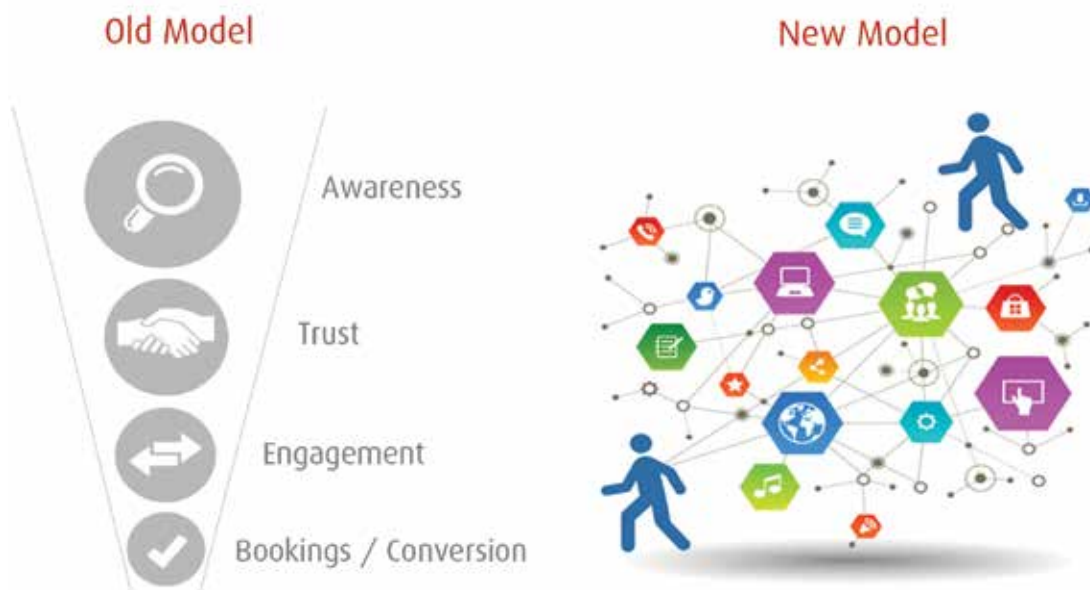 Old Model
New Model
Awareness
Trust
Engagement
Bookings / Conversion